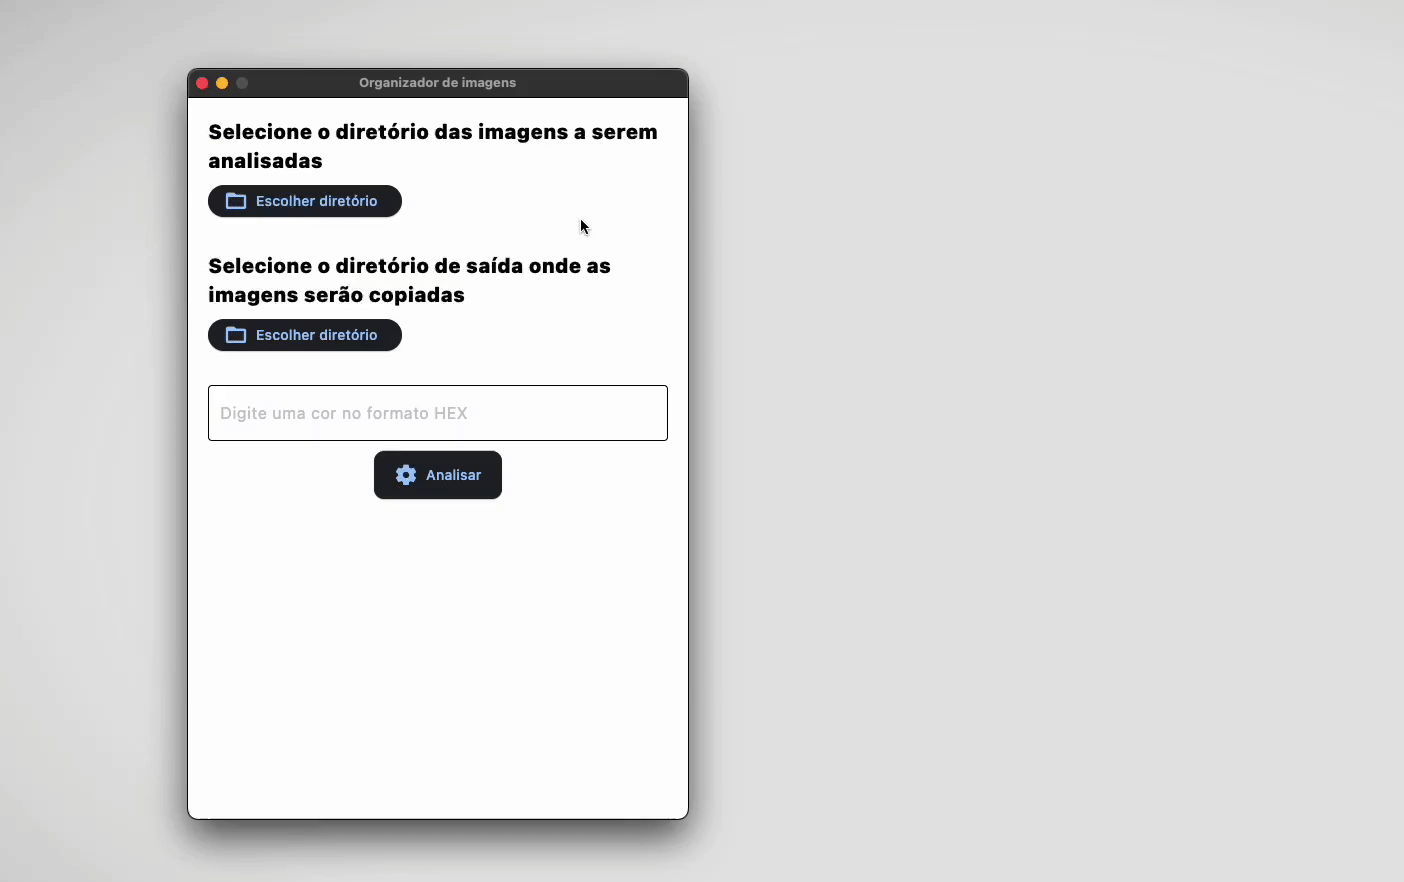 Organizador de imagens
Selecione o diretório das imagens a serem
analisadas
Escolher diretório
Selecione o diretório de saída onde as
imagens serão copiadas
Escolher diretório
Digite uma cor no formato HEX
Analisar